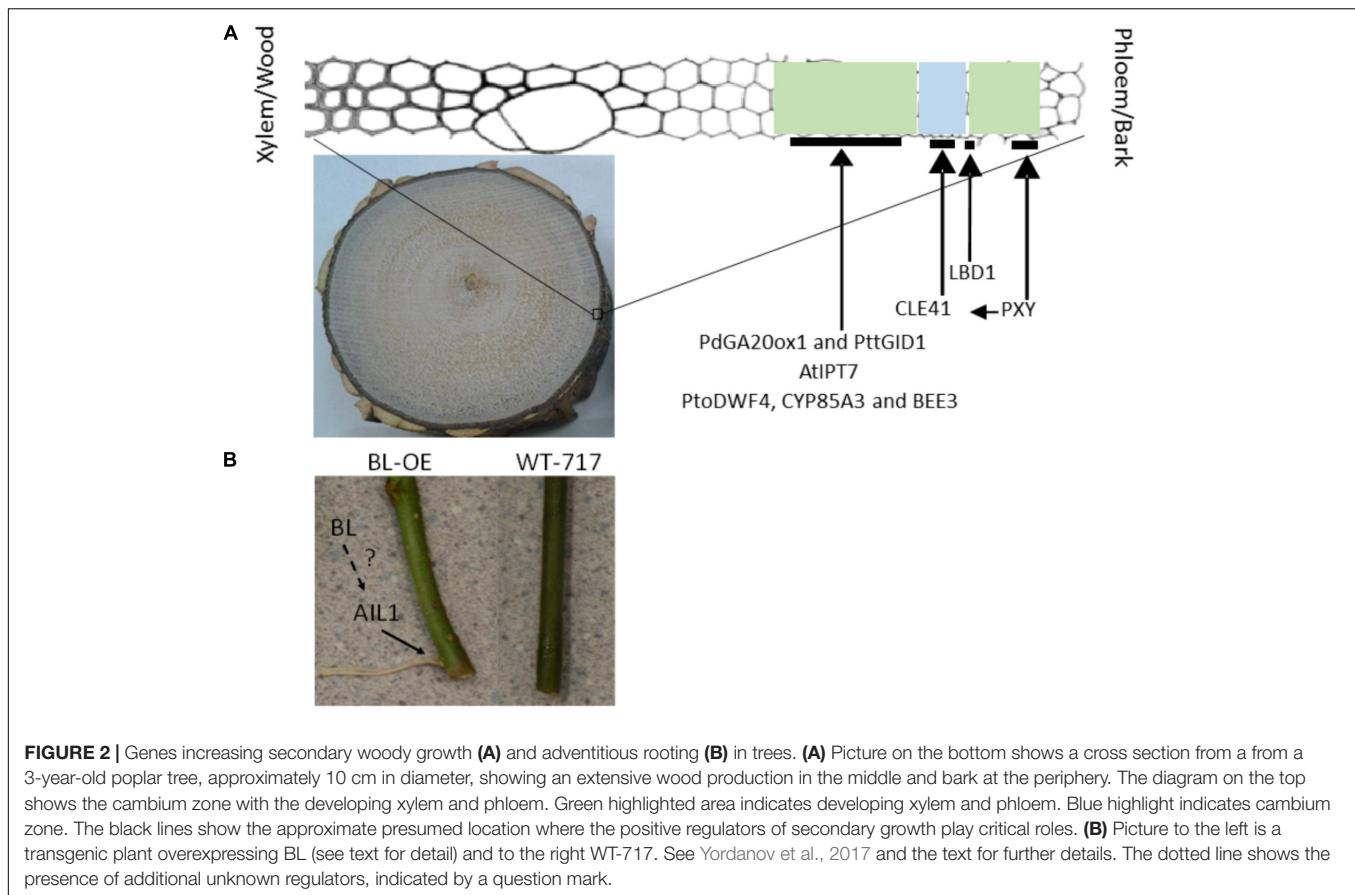 A
Xylem/Wood
Phloem/Bark
LBD1
CLE41
PXY
PdGA20ox1 and PttGID1
AtIPT7
PtoDWF4, CYP85A3 and BEE3
B
BL-OE
WT-717
BL
?
AIL1
FIGURE 2 | Genes increasing secondary woody growth (A) and adventitious rooting (B) in trees. (A) Picture on the bottom shows a cross section from a from a
3-year-old poplar tree, approximately 10 cm in diameter, showing an extensive wood production in the middle and bark at the periphery. The diagram on the top
shows the cambium zone with the developing xylem and phloem. Green highlighted area indicates developing xylem and phloem. Blue highlight indicates cambium
zone. The black lines show the approximate presumed location where the positive regulators of secondary growth play critical roles. (B) Picture to the left is a
transgenic plant overexpressing BL (see text for detail) and to the right WT-717. See Yordanov et al., 2017 and the text for further details. The dotted line shows the
presence of additional unknown regulators, indicated by a question mark.